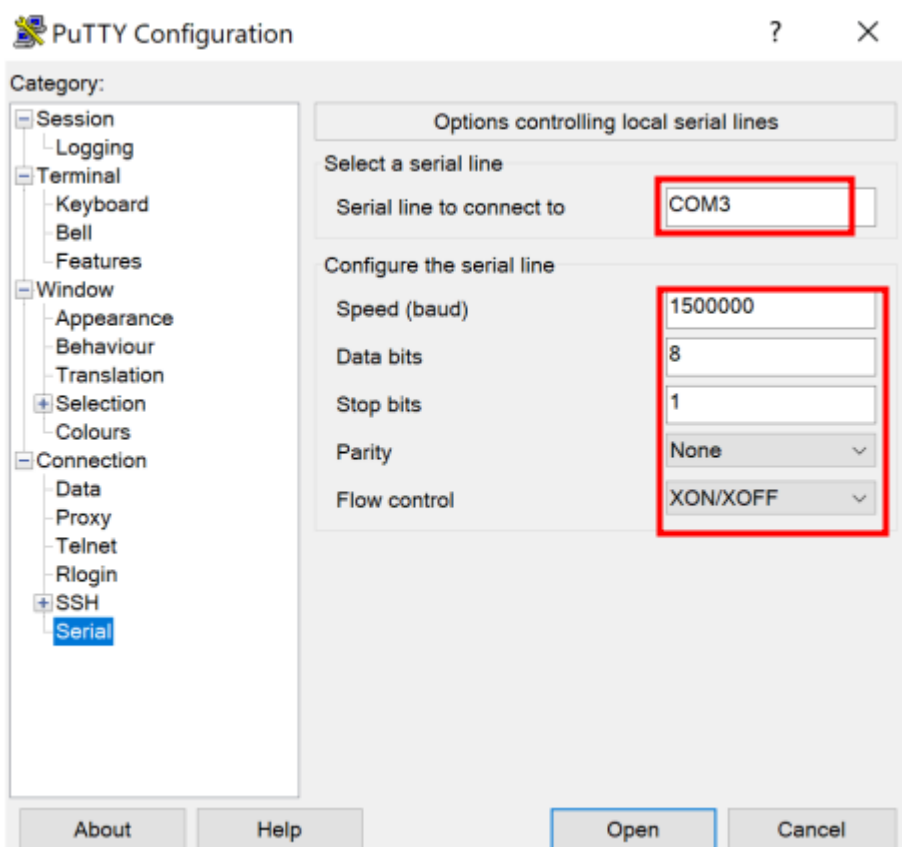 PuTTY Configuration
?
Category:
Session
Logging
Terminal
Keyboard
Bell
Features
Window
Appearance
Behaviour
Translation
Selection
Colours
Connection
Data
Proxy
Telnet
Rlogin
SSH
Serial
Options controlling local serial lines
Select a serial line
Serial line to connect to COM3
Configure the serial line
Speed (baud) 1500000
Data bits 8
Stop bits 1
Parity None
Flow control XON/XOFF
About Help Open Cancel